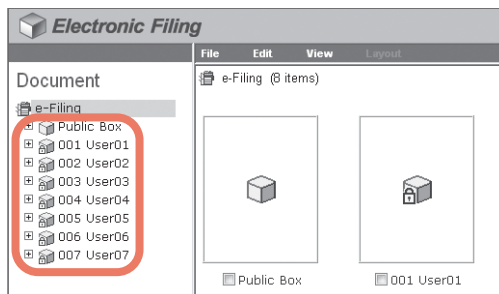 Electronic Filing
File Edit View Layout
Document
e-Filing
Public Box
001 User01
002 User02
003 User03
004 User04
005 User05
006 User06
007 User07
e-Filing (8 items)
Public Box
001 User01